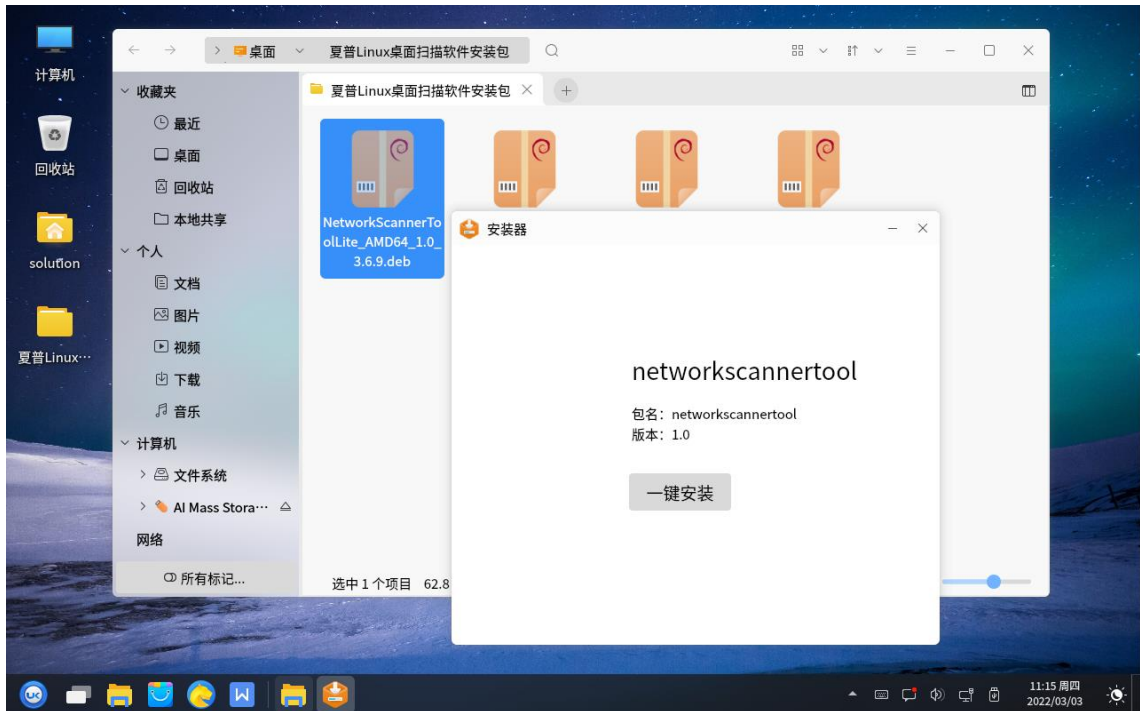 计算机
回收站
solution
夏普Linux···
桌面
夏普Linux桌面扫描软件安装包
夏普Linux桌面扫描软件安装包
收藏夹
最近
桌面
回收站
本地共享
个人
文档
图片
视频
下载
音乐
计算机
文件系统
AI Mass Stora···
网络
所有标记...
NetworkScannerTo
olLite_AMD64_1.0_
3.6.9.deb
选中 1 个项目 62.8
安装器
networkscannertool
包名：networkscannertool
版本：1.0
一键安装
11:15 周四
2022/03/03